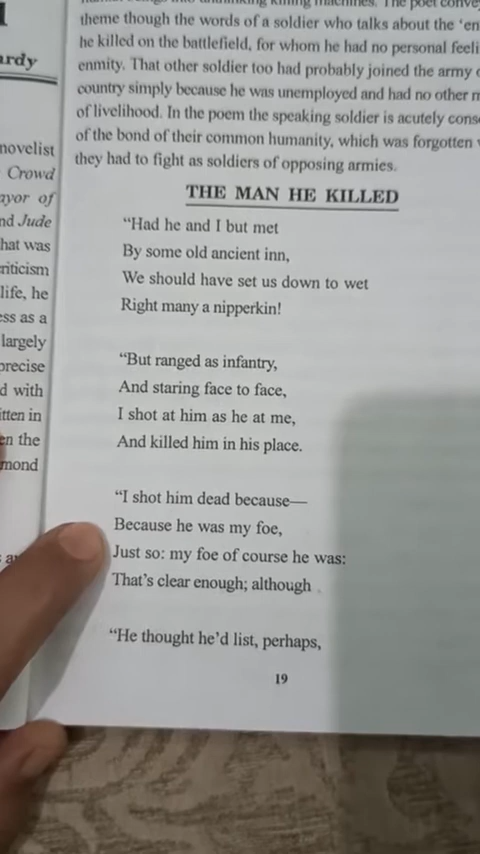 theme though the words of a soldier who talks about the ‘en
he killed on the battlefield, for whom he had no personal feeli
enmity. That other soldier too had probably joined the army
country simply because he was unemployed and had no other
of livelihood. In the poem the speaking soldier is acutely cons
of the bond of their common humanity, which was forgotten
they had to fight as soldiers of opposing armies.
THE MAN HE KILLED
“Had he and I but met
By some old ancient inn,
We should have set us down to wet
Right many a nipperkin!
“But ranged as infantry,
And staring face to face,
I shot at him as he at me,
And killed him in his place.
“I shot him dead because—
Because he was my foe,
Just so: my foe of course he was:
That’s clear enough; although
“He thought he’d list, perhaps,
19
ardy
novelist
Crowd
ayor of
nd Jude
hat was
riticism
life, he
ess as a
largely
precise
d with
itten in
en the
mond